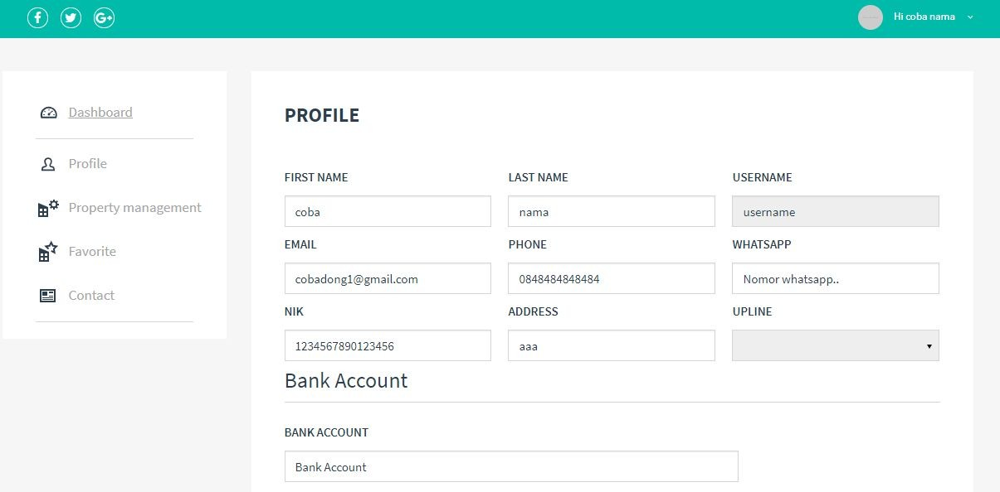 Hi coba nama
Dashboard
Profile
Property management
Favorite
Contact
PROFILE
FIRST NAME LAST NAME USERNAME
coba nama username
EMAIL PHONE WHATSAPP
cobadong1@gmail.com 0848484848484 Nomor whatsapp..
NIK ADDRESS UPLINE
1234567890123456 aaa
Bank Account
BANK ACCOUNT
Bank Account